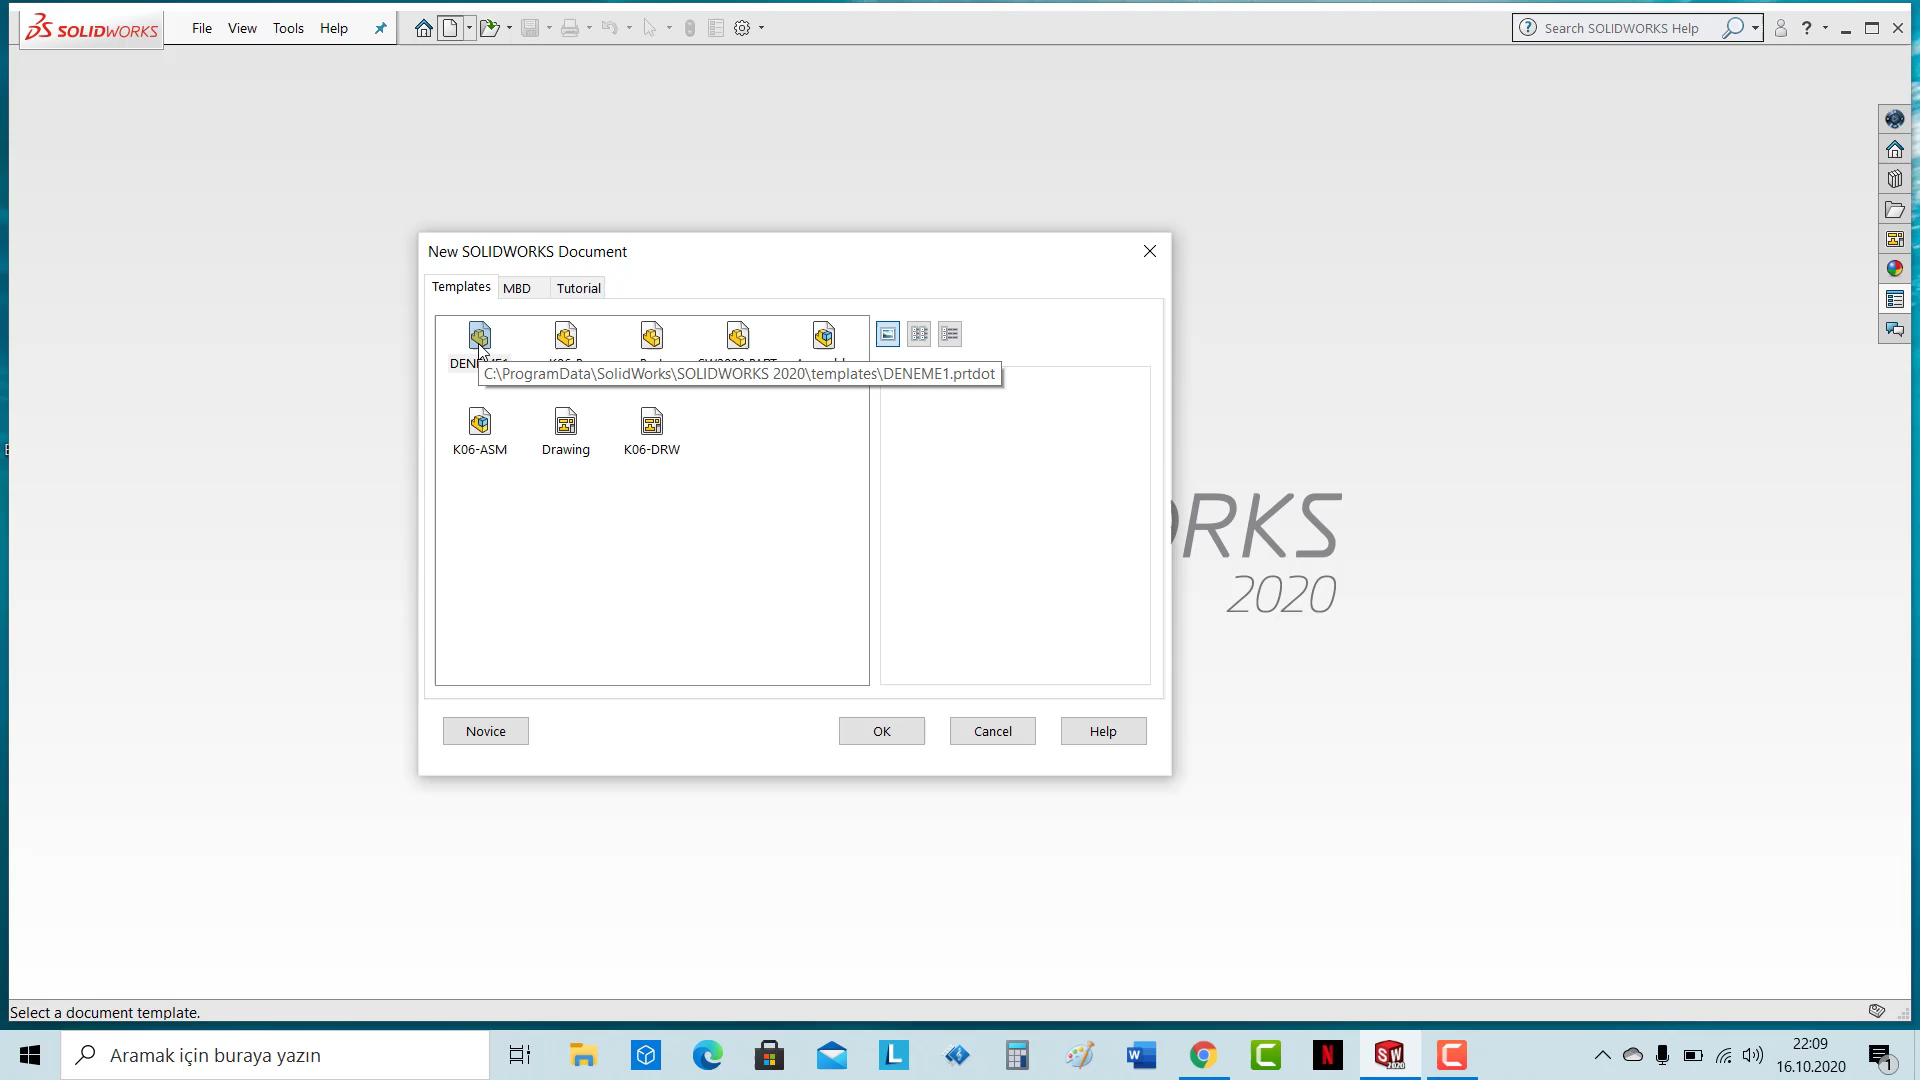 SOLIDWORKS File View Tools Help Search SOLIDWORKS Help ?
New SOLIDWORKS Document
Templates MBD Tutorial
C:\ProgramData\SolidWorks\SOLIDWORKS 2020\templates\DENEME1.prtdot
K06-ASM Drawing K06-DRW
ORKS
2020
Novice OK Cancel Help
Select a document template.
Aramak için buraya yazın
22:09
16.10.2020
1